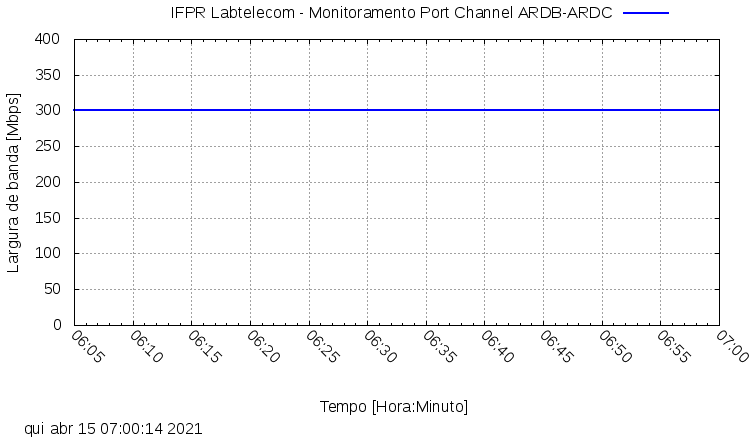 IFPR Labtelecom - Monitoramento Port Channel ARDB-ARDC
400
350
300
250
200
150
100
50
0
Largura de banda [Mbps]
06:05 06:10 06:15 06:20 06:25 06:30 06:35 06:40 06:45 06:50 06:55 07:00
Tempo [Hora:Minuto]
qui abr 15 07:00:14 2021